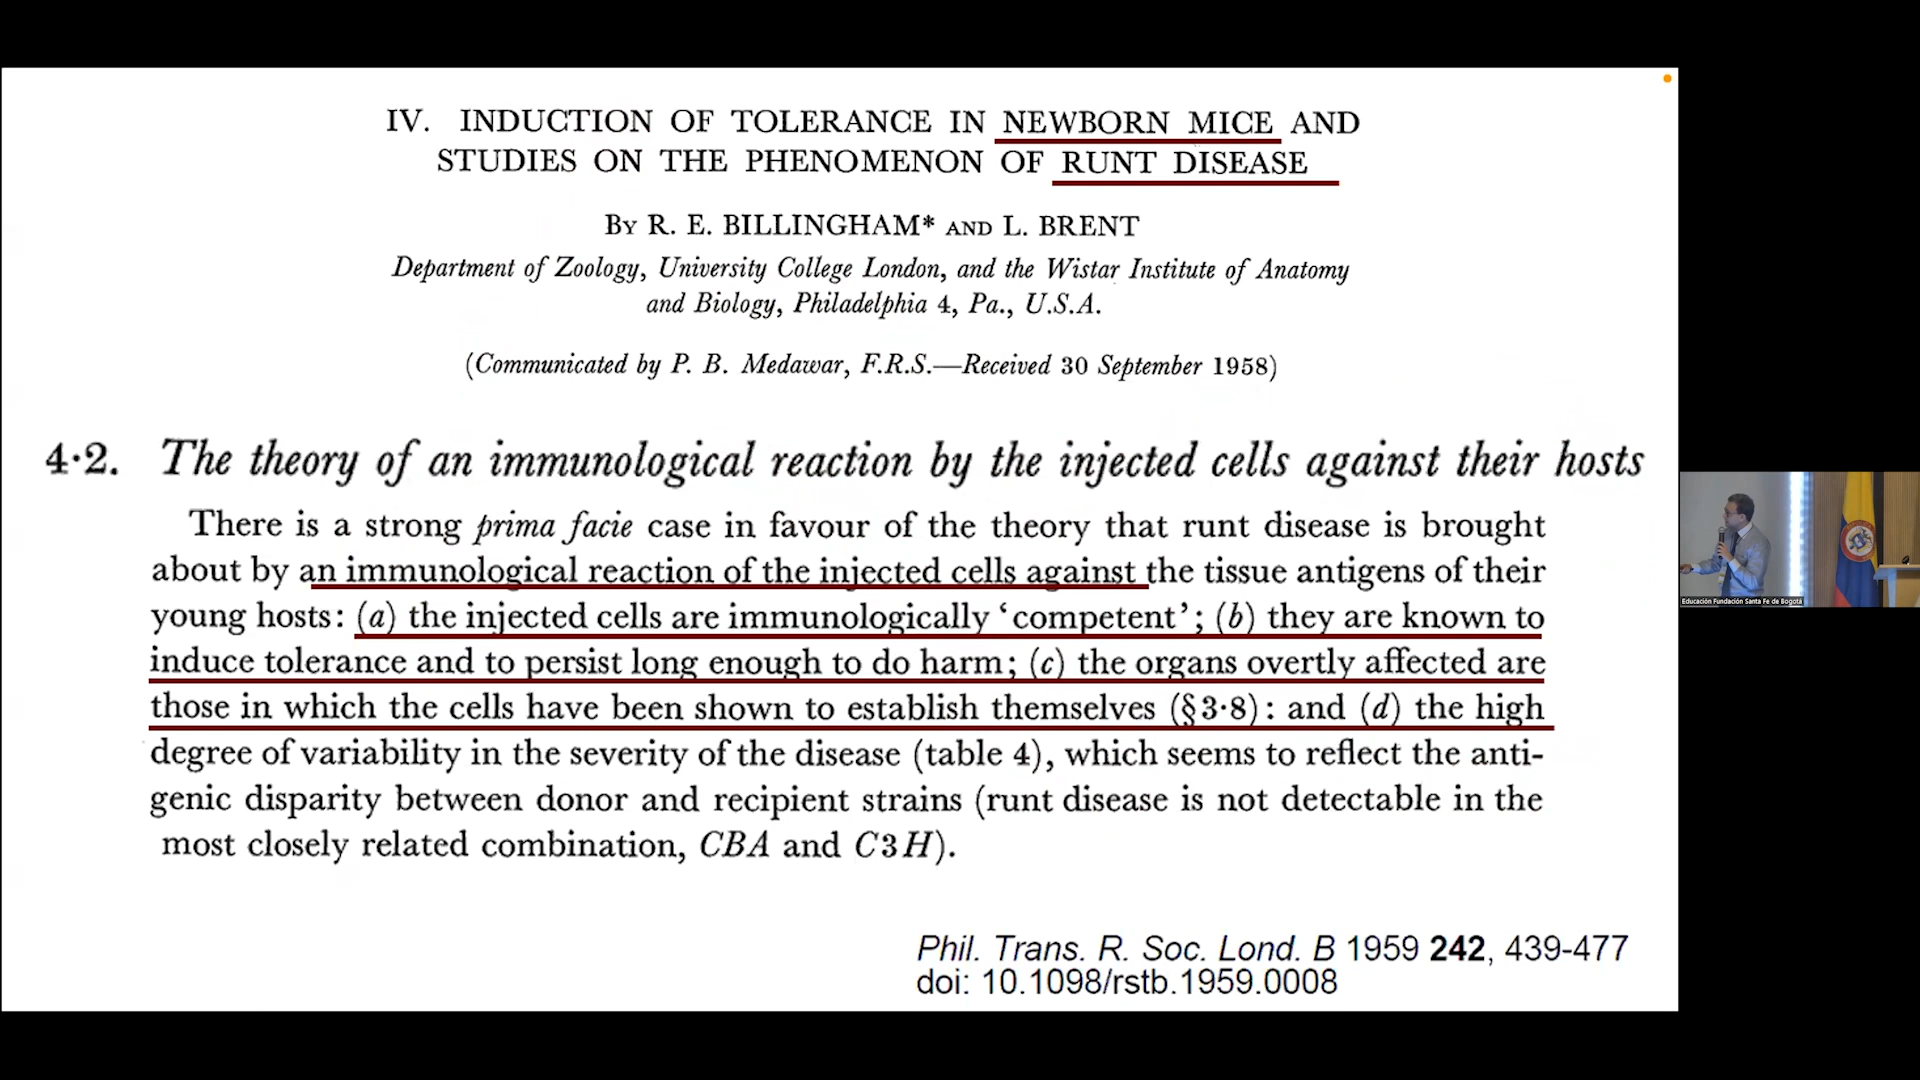 IV. INDUCTION OF TOLERANCE IN NEWBORN MICE AND
STUDIES ON THE PHENOMENON OF RUNT DISEASE
By R. E. BILLINGHAM* AND L. BRENT
Department of Zoology, University College London, and the Wistar Institute of Anatomy
and Biology, Philadelphia 4, Pa., U.S.A.
(Communicated by P. B. Medawar, F.R.S.—Received 30 September 1958)
4·2. The theory of an immunological reaction by the injected cells against their hosts
There is a strong prima facie case in favour of the theory that runt disease is brought
about by an immunological reaction of the injected cells against the tissue antigens of their
young hosts: (a) the injected cells are immunologically ‘competent’; (b) they are known to
induce tolerance and to persist long enough to do harm; (c) the organs overtly affected are
those in which the cells have been shown to establish themselves (§3·8): and (d) the high
degree of variability in the severity of the disease (table 4), which seems to reflect the anti-
genic disparity between donor and recipient strains (runt disease is not detectable in the
most closely related combination, CBA and C3H).
Phil. Trans. R. Soc. Lond. B 1959 242, 439-477
doi: 10.1098/rstb.1959.0008
Educación Fundación Santa Fe de Bogotá